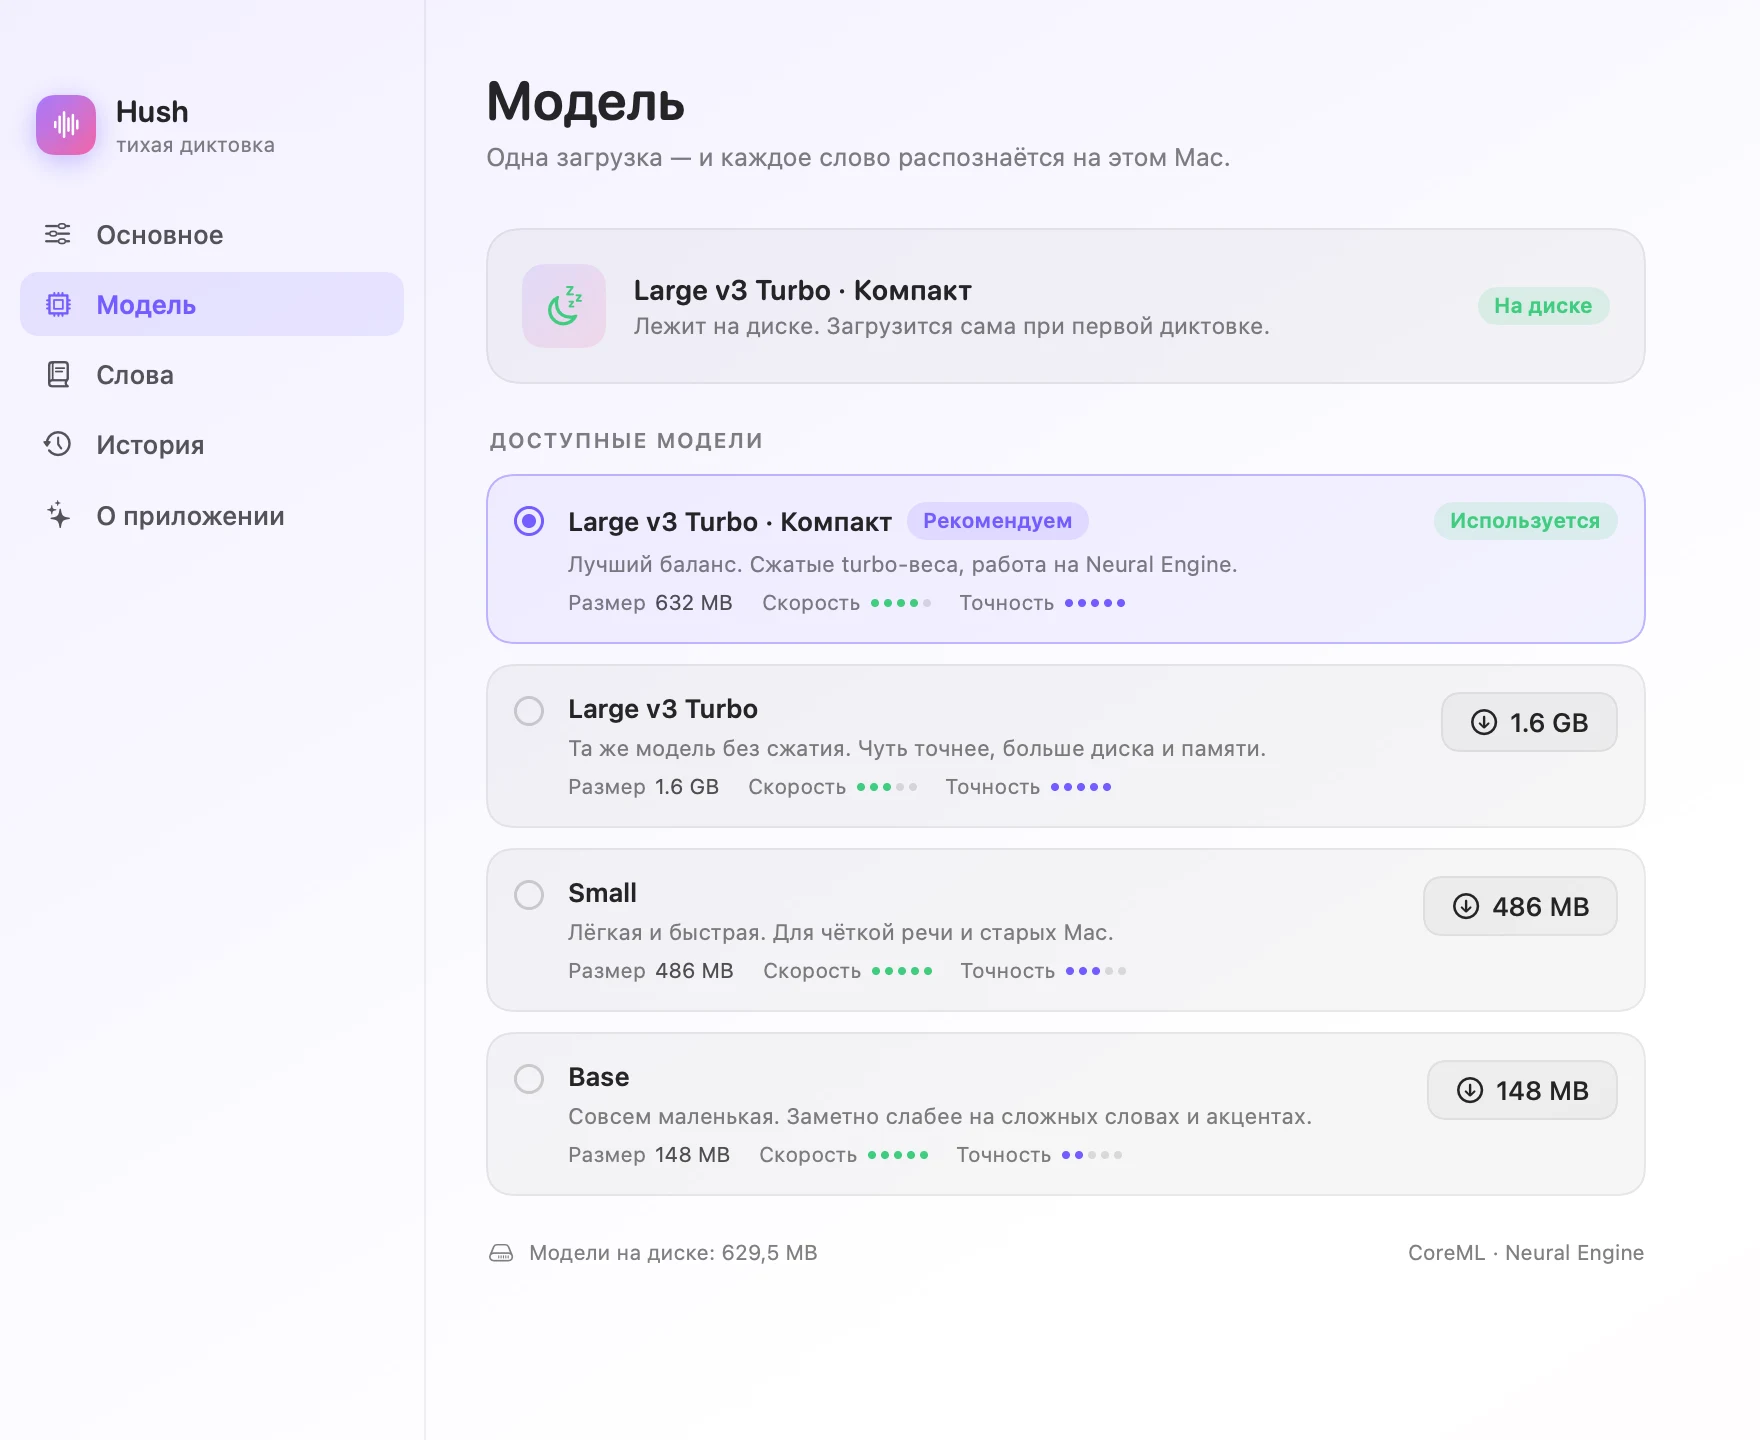 Hush
тихая диктовка
Основное
Модель
Слова
История
О приложении
Модель
Одна загрузка — и каждое слово распознаётся на этом Mac.
Large v3 Turbo · Компакт
Лежит на диске. Загрузится сама при первой диктовке.
На диске
ДОСТУПНЫЕ МОДЕЛИ
Large v3 Turbo · Компакт Рекомендуем Используется
Лучший баланс. Сжатые turbo-веса, работа на Neural Engine.
Размер 632 MB Скорость Точность
Large v3 Turbo 1.6 GB
Та же модель без сжатия. Чуть точнее, больше диска и памяти.
Размер 1.6 GB Скорость Точность
Small 486 MB
Лёгкая и быстрая. Для чёткой речи и старых Mac.
Размер 486 MB Скорость Точность
Base 148 MB
Совсем маленькая. Заметно слабее на сложных словах и акцентах.
Размер 148 MB Скорость Точность
Модели на диске: 629,5 MB CoreML · Neural Engine